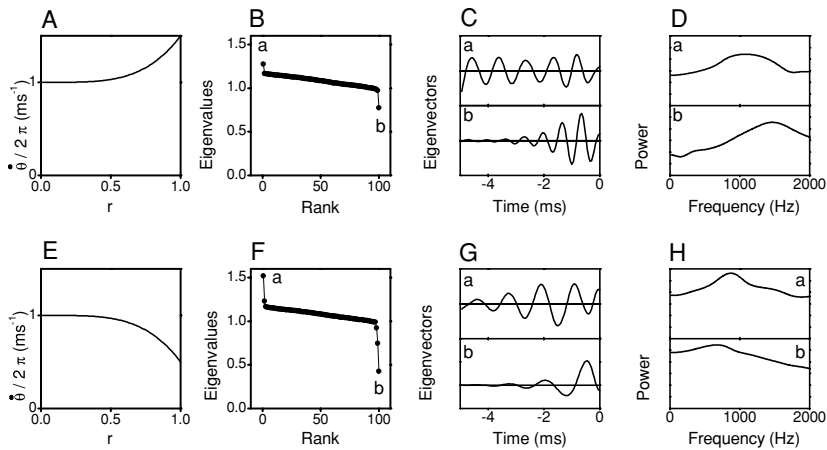 A
B
C
D
θ̇ / 2 π (ms-1)
1
0
0.0
0.5
1.0
r
Eigenvalues
1.5
1.0
0.5
0.0
a
b
0
50
100
Rank
Eigenvectors
a
b
-4
-2
0
Time (ms)
Power
a
b
0
1000
2000
Frequency (Hz)
E
F
G
H
θ̇ / 2 π (ms-1)
1
0
0.0
0.5
1.0
r
Eigenvalues
1.5
1.0
0.5
0.0
a
b
0
50
100
Rank
Eigenvectors
a
b
-4
-2
0
Time (ms)
Power
a
b
0
1000
2000
Frequency (Hz)